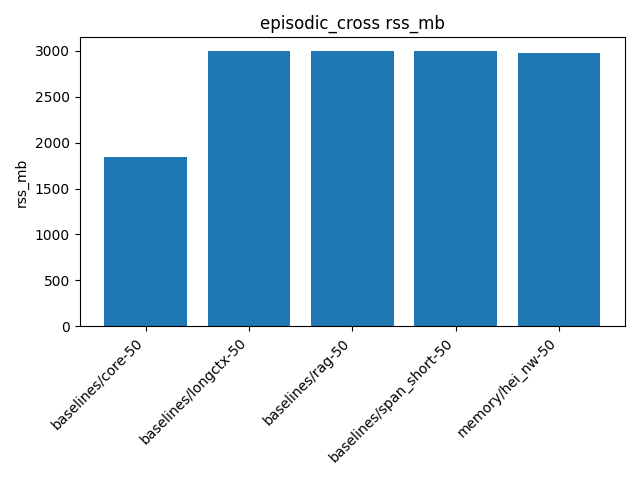 episodic_cross rss_mb
rss_mb
3000
2500
2000
1500
1000
500
0
baselines/core-50
baselines/longctx-50
baselines/rag-50
baselines/span_short-50
memory/hei_nw-50